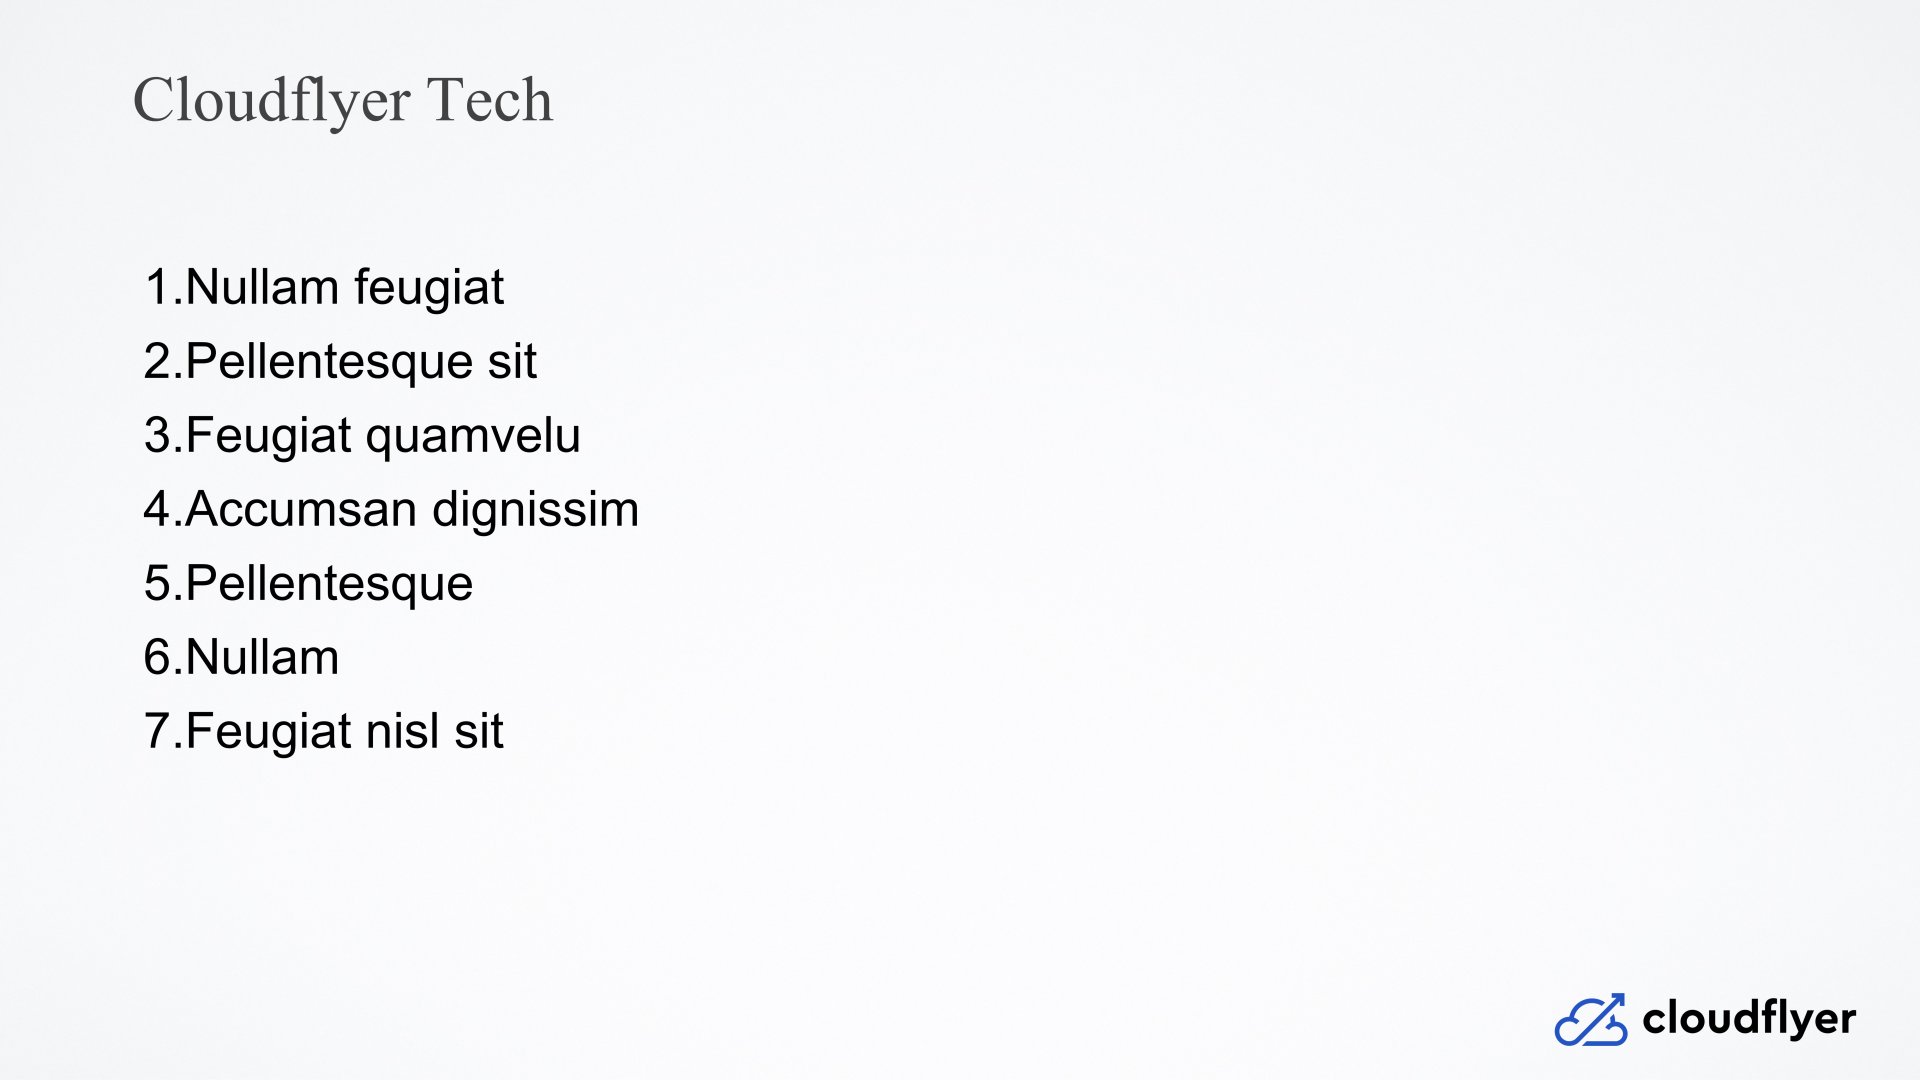 Cloudflyer Tech
1.Nullam feugiat
2.Pellentesque sit
3.Feugiat quamvelu
4.Accumsan dignissim
5.Pellentesque
6.Nullam
7.Feugiat nisl sit
cloudflyer